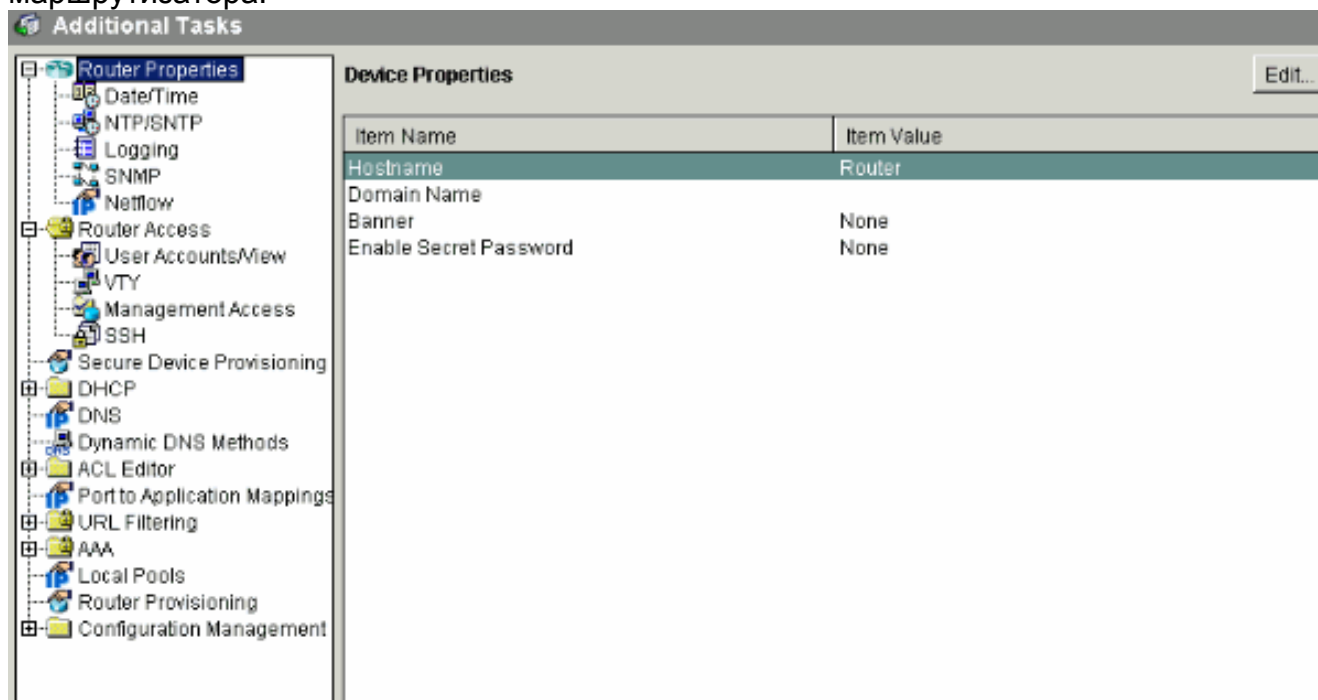 маршрутизатора.
Additional Tasks
Router Properties
Date/Time
NTP/SNTP
Logging
SNMP
Netflow
Router Access
User Accounts/View
VTY
Management Access
SSH
Secure Device Provisioning
DHCP
DNS
Dynamic DNS Methods
ACL Editor
Port to Application Mappings
URL Filtering
AAA
Local Pools
Router Provisioning
Configuration Management
Device Properties
Edit...
Item Name Item Value
Hostname Router
Domain Name
Banner None
Enable Secret Password None